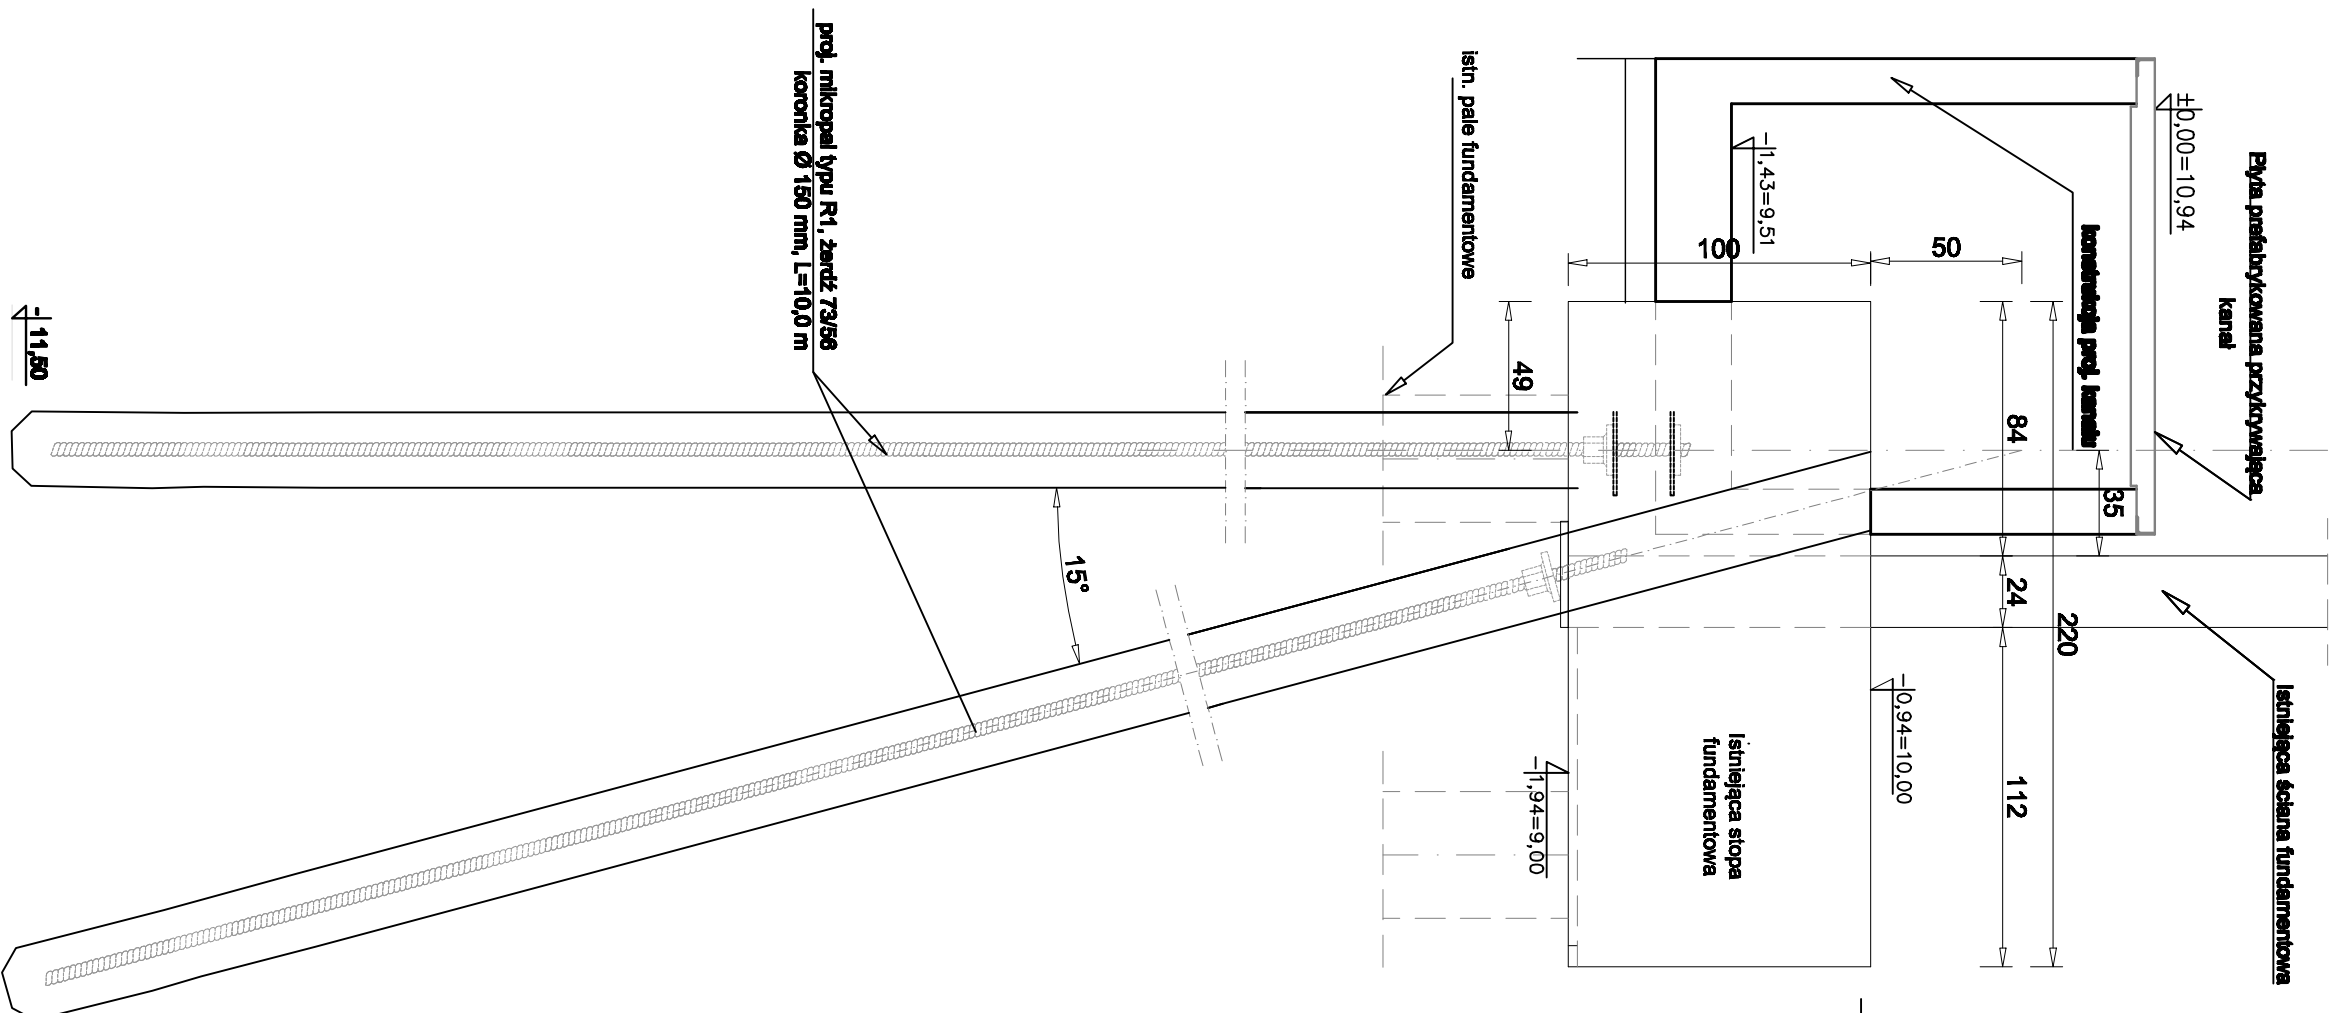 Płyta prefabrykowana przykrywająca
kanał
±0,00=10,94
konstrukcja proj. kanału
-1,43=9,51
100
50
istn. pale fundamentowe
49
84
35
24
220
112
Istniejąca ściana fundamentowa
-0,94=10,00
Istniejąca stopa
fundamentowa
-1,94=9,00
proj. mikropal typu R1, żerdź 73/56
koronka Ø 150 mm, L=10,0 m
15°
- 11,50